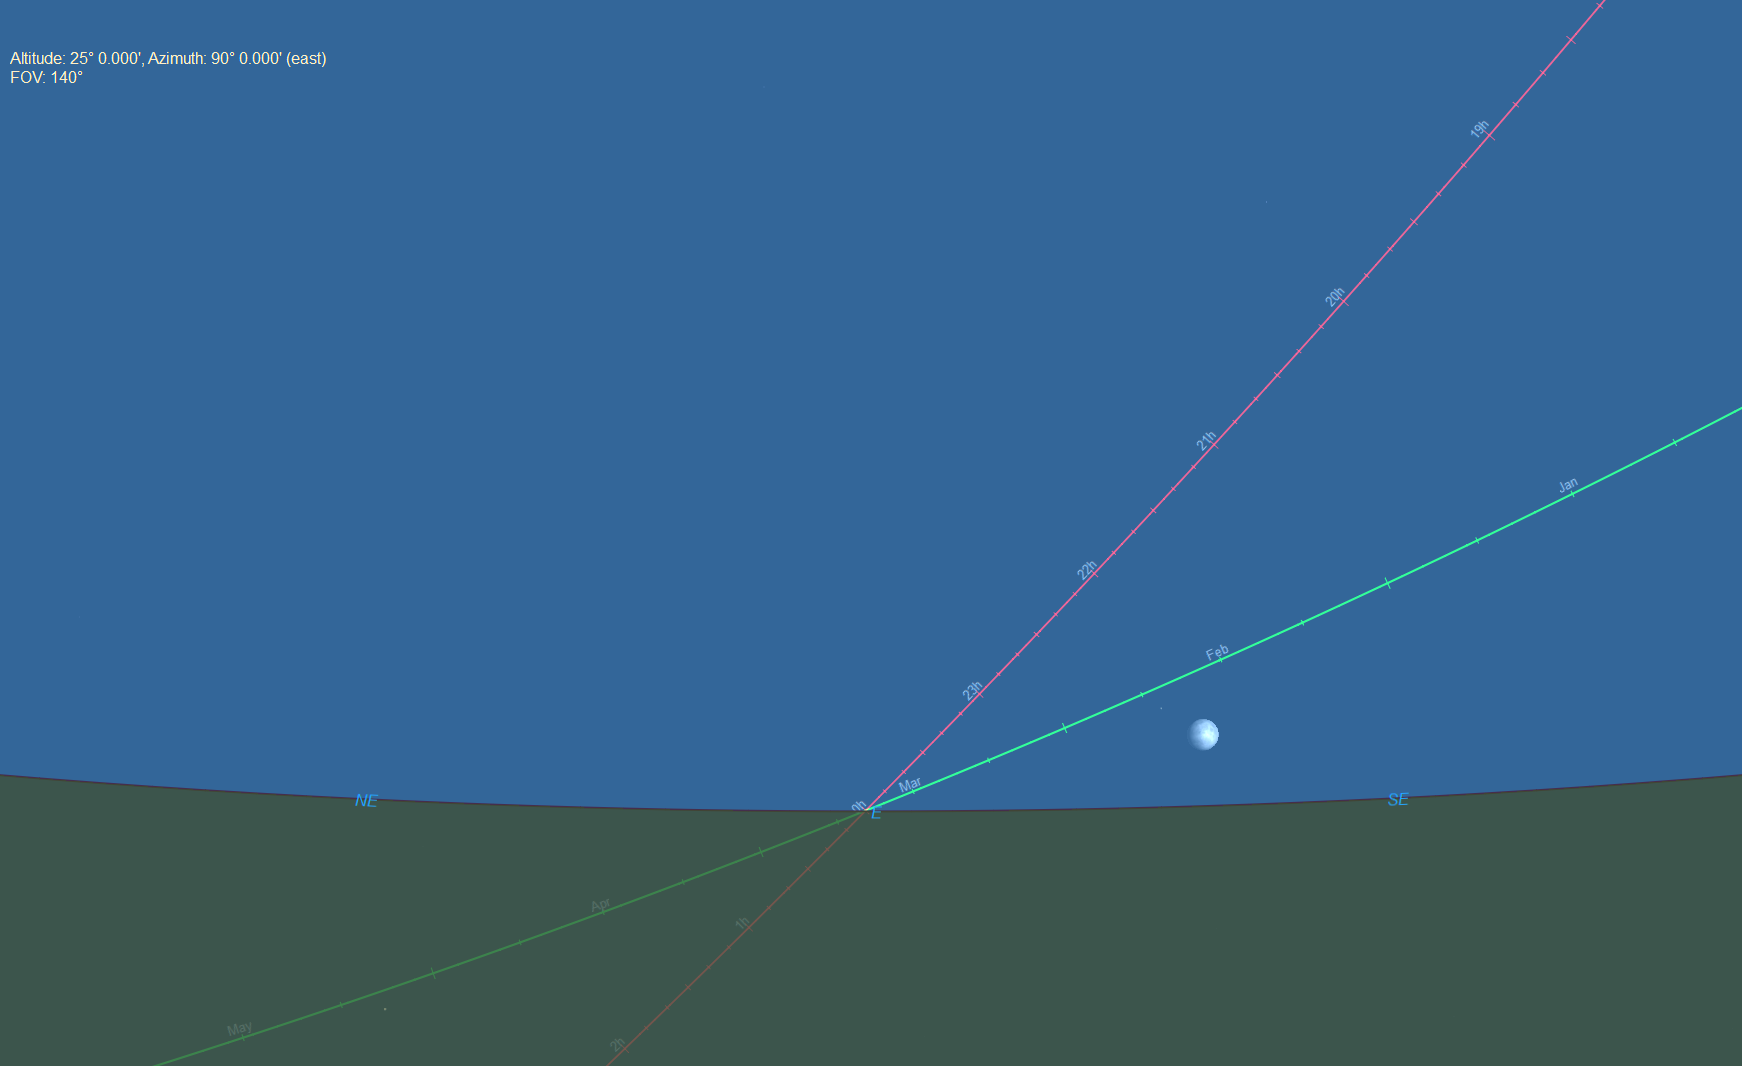 Altitude: 25° 0.000', Azimuth: 90° 0.000' (east)
FOV: 140°
19h
20h
21h
Jan
22h
Feb
23h
Mar
NE
0h
E
SE
Apr
1h
May
2h